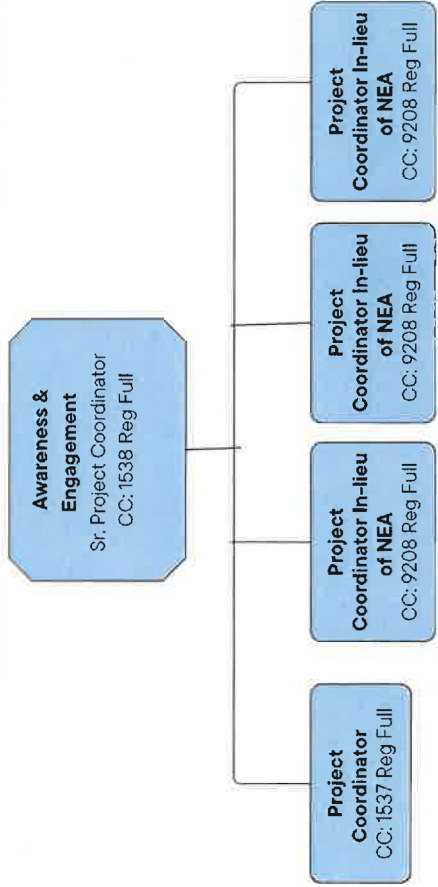 Awareness &
Engagement
Sr. Project Coordinator
CC: 1538 Reg Full
Project
Coordinator
CC: 1537 Reg Full
Project
Coordinator In-lieu
of NEA
CC: 9208 Reg Full
Project
Coordinator In-lieu
of NEA
CC: 9208 Reg Full
Project
Coordinator In-lieu
of NEA
CC: 9208 Reg Full